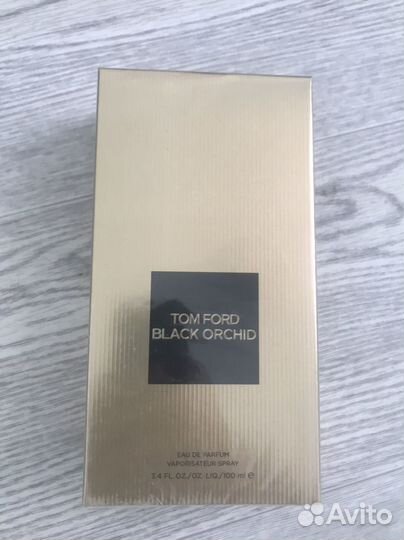 TOM FORD
BLACK ORCHID
EAU DE PARFUM
VAPORISATEUR SPRAY
3.4 FL.OZ./OZ.LIQ./100 ml ℮
Avito